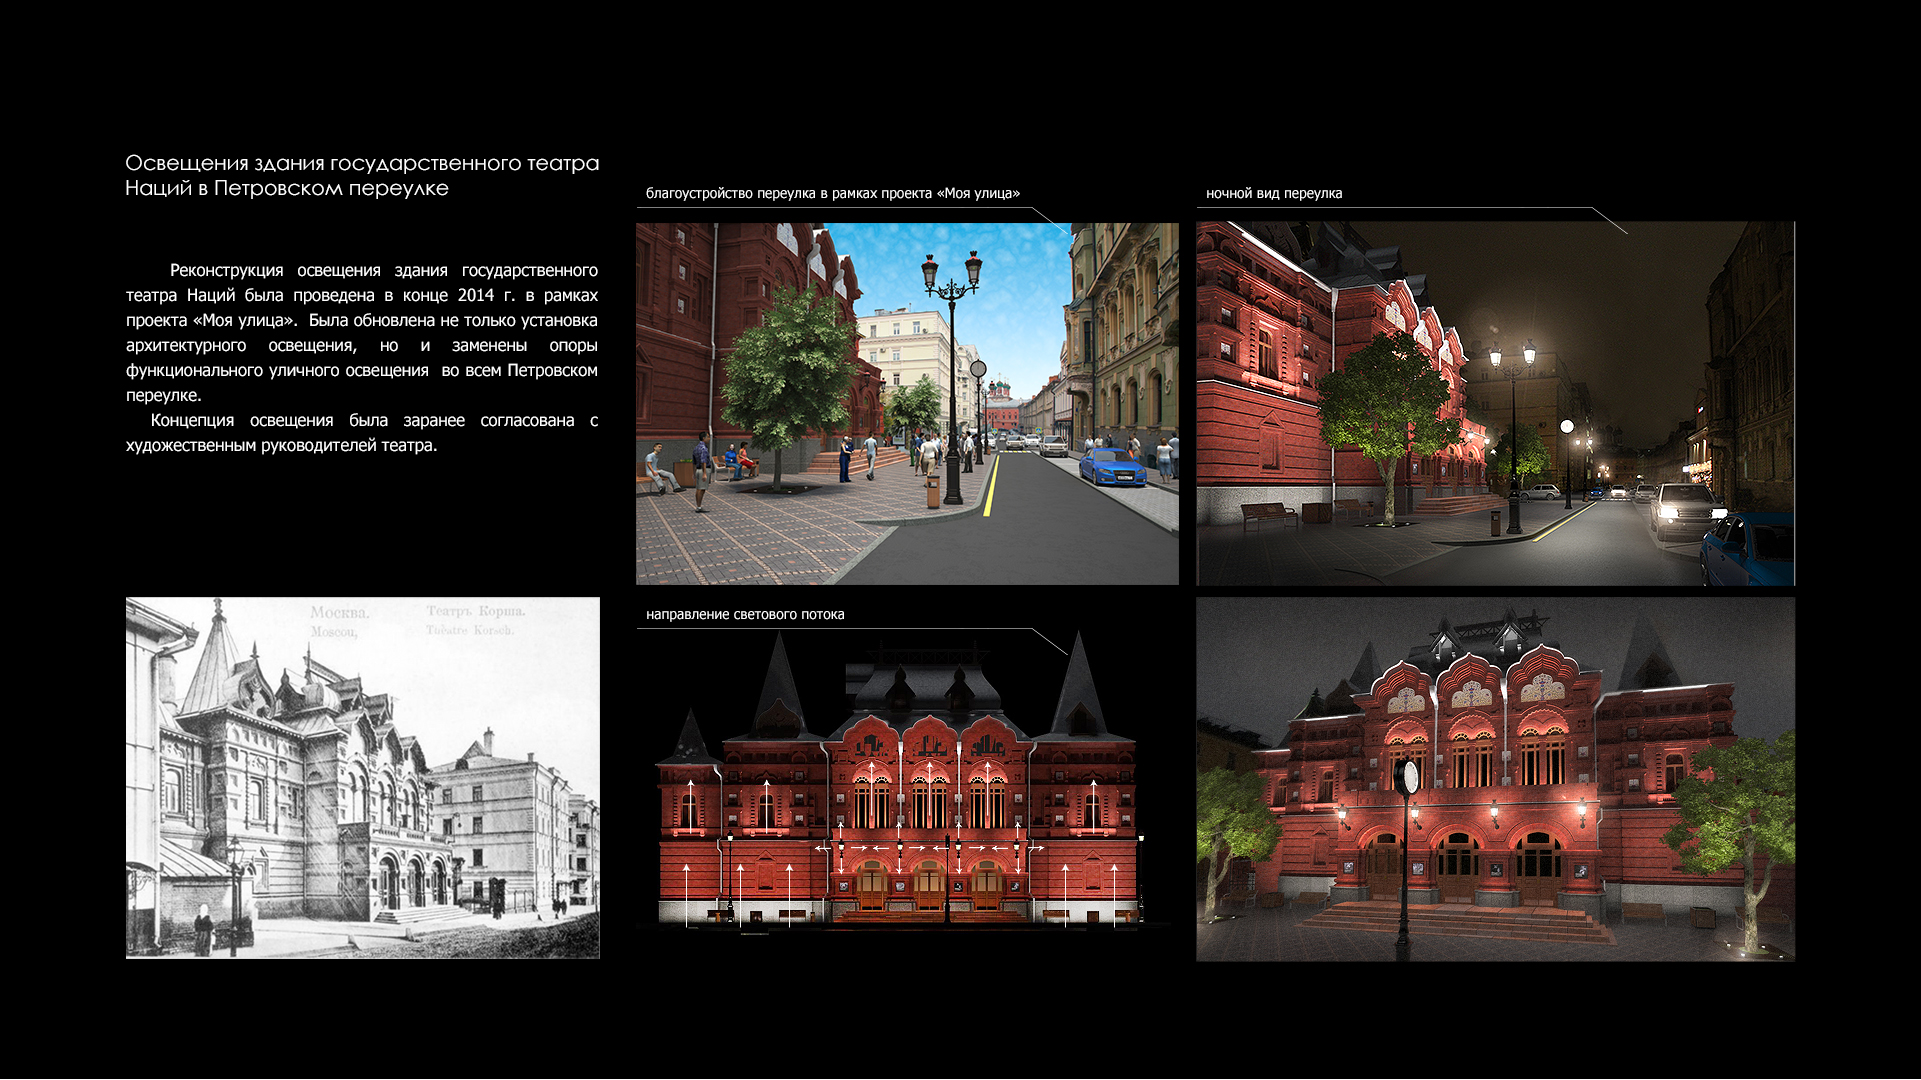 Освещения здания государственного театра
Наций в Петровском переулке
Реконструкция освещения здания государственного
театра Наций была проведена в конце 2014 г. в рамках
проекта «Моя улица». Была обновлена не только установка
архитектурного освещения, но и заменены опоры
функционального уличного освещения во всем Петровском
переулке.
Концепция освещения была заранее согласована с
художественным руководителей театра.
благоустройство переулка в рамках проекта «Моя улица»
ночной вид переулка
направление светового потока
Москва. Театръ Корша.
Moscou, Théatre Korsch.